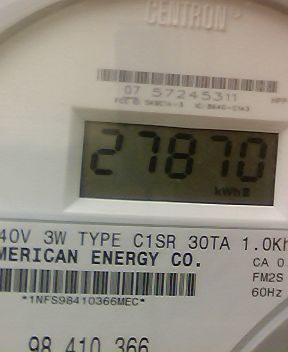 CENTRON
07 57245311
27870
kWh
40V 3W TYPE C1SR 30TA 1.0Kh
MERICAN ENERGY CO.
CA 0.
FM2S
60Hz
*1NFS98410366MEC*
98 410 366